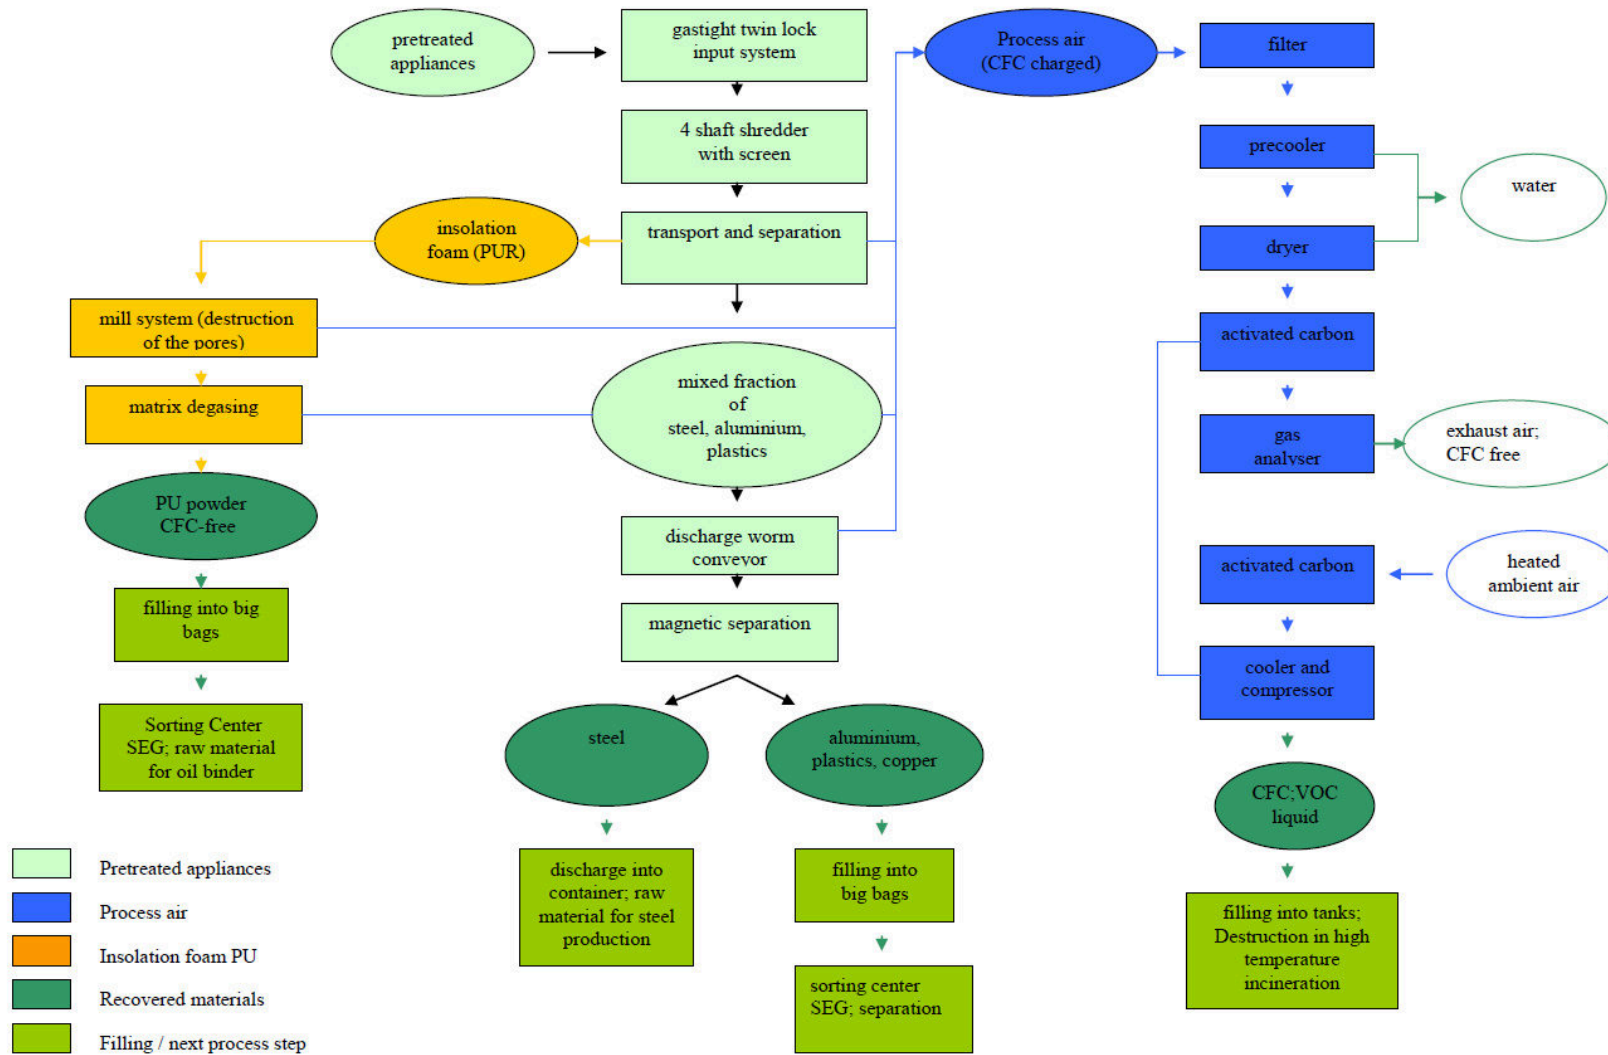 pretreated
appliances
gastight twin lock
input system
Process air
(CFC charged)
filter
4 shaft shredder
with screen
precooler
water
insolation
foam (PUR)
transport and separation
dryer
mill system (destruction
of the pores)
activated carbon
matrix degasing
mixed fraction
of
steel, aluminium,
plastics
gas
analyser
exhaust air;
CFC free
PU powder
CFC-free
discharge worm
conveyor
activated carbon
heated
ambient air
filling into big
bags
magnetic separation
cooler and
compressor
Sorting Center
SEG; raw material
for oil binder
steel
aluminium,
plastics, copper
CFC;VOC
liquid
discharge into
container; raw
material for steel
production
filling into
big bags
filling into tanks;
Destruction in high
temperature
incineration
sorting center
SEG; separation
Pretreated appliances
Process air
Insolation foam PU
Recovered materials
Filling / next process step